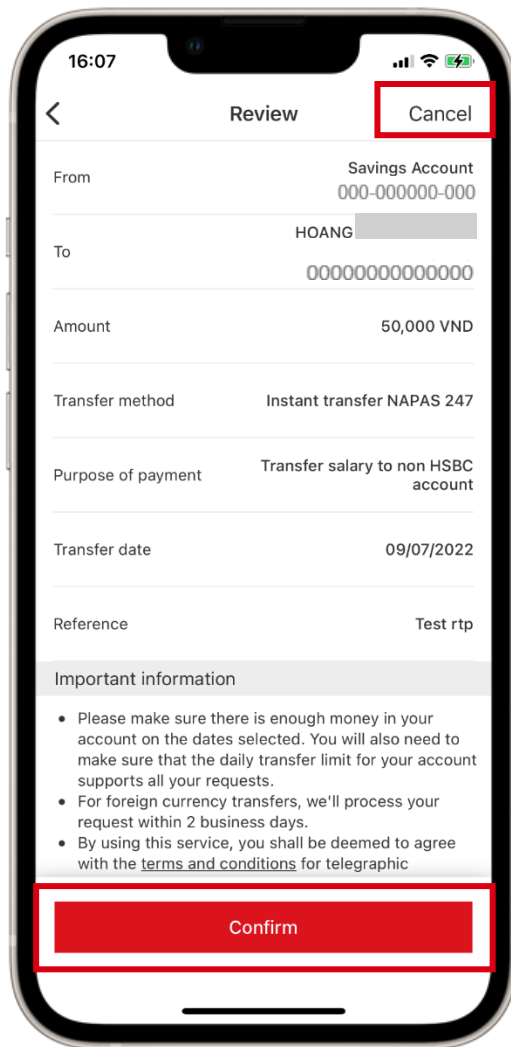 16:07
Review
Cancel
From
Savings Account
000-000000-000
To
HOANG
00000000000000
Amount
50,000 VND
Transfer method
Instant transfer NAPAS 247
Purpose of payment
Transfer salary to non HSBC
account
Transfer date
09/07/2022
Reference
Test rtp
Important information
• Please make sure there is enough money in your
account on the dates selected. You will also need to
make sure that the daily transfer limit for your account
supports all your requests.
• For foreign currency transfers, we'll process your
request within 2 business days.
• By using this service, you shall be deemed to agree
with the terms and conditions for telegraphic
Confirm